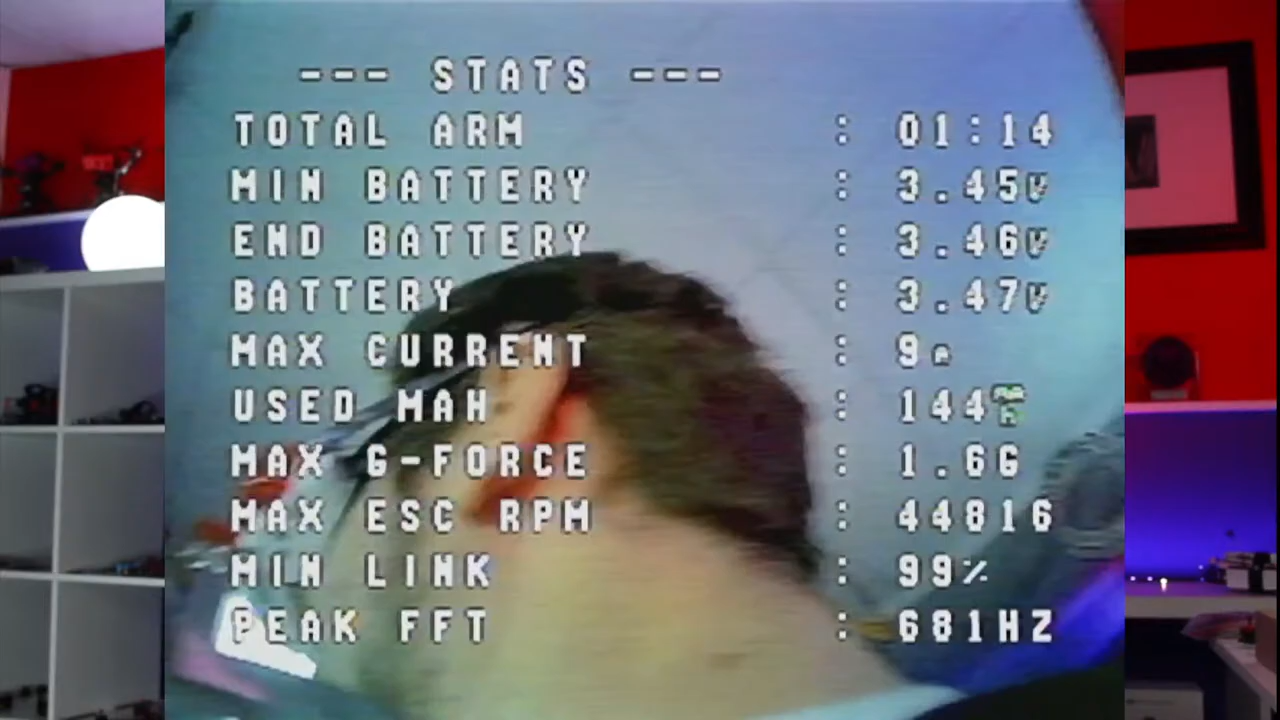 --- STATS ---
TOTAL ARM : 01:14
MIN BATTERY : 3.45V
END BATTERY : 3.46V
BATTERY : 3.47V
MAX CURRENT : 9A
USED MAH : 144
MAX G-FORCE : 1.6G
MAX ESC RPM : 44816
MIN LINK : 99%
PEAK FFT : 681HZ